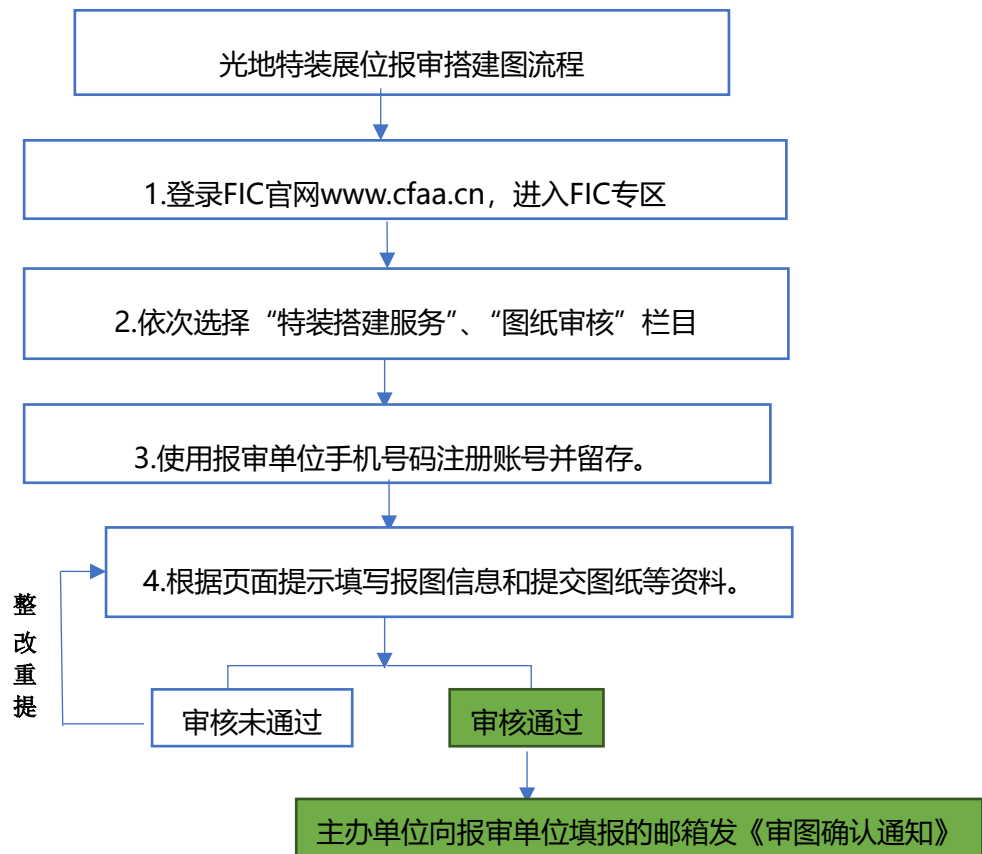 光地特装展位报审搭建图流程
1.登录FIC官网www.cfaa.cn，进入FIC专区
2.依次选择“特装搭建服务”、“图纸审核”栏目
3.使用报审单位手机号码注册账号并留存。
4.根据页面提示填写报图信息和提交图纸等资料。
整
改
重
提
审核未通过
审核通过
主办单位向报审单位填报的邮箱发《审图确认通知》